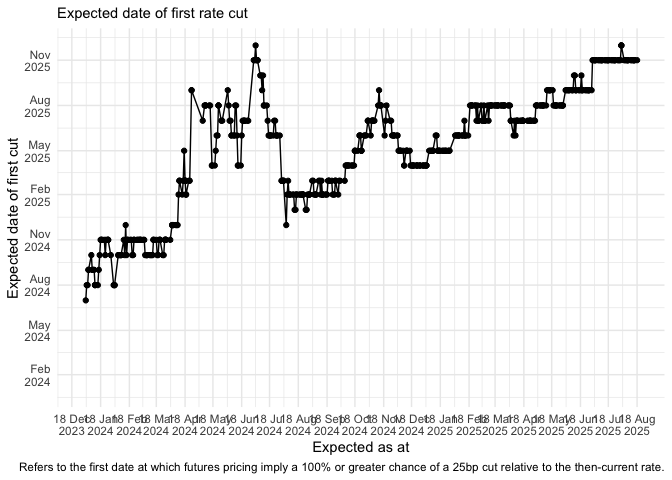 Expected date of first rate cut
Expected date of first cut
Nov
2025
Aug
2025
May
2025
Feb
2025
Nov
2024
Aug
2024
May
2024
Feb
2024
18 Dec 18 Jan 18 Feb 18 Mar 18 Apr 18 May 18 Jun 18 Jul 18 Aug 18 Sep 18 Oct 18 Nov 18 Dec 18 Jan 18 Feb 18 Mar 18 Apr 18 May 18 Jun 18 Jul 18 Aug
2023 2024 2024 2024 2024 2024 2024 2024 2024 2024 2024 2024 2024 2025 2025 2025 2025 2025 2025 2025 2025
Expected as at
Refers to the first date at which futures pricing imply a 100% or greater chance of a 25bp cut relative to the then-current rate.